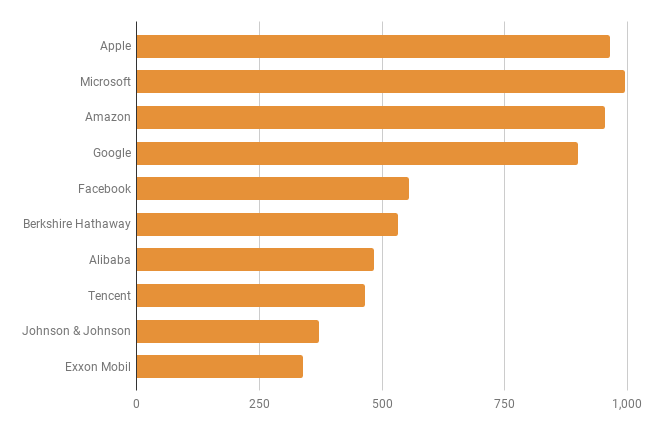 Apple
Microsoft
Amazon
Google
Facebook
Berkshire Hathaway
Alibaba
Tencent
Johnson & Johnson
Exxon Mobil
0 250 500 750 1,000